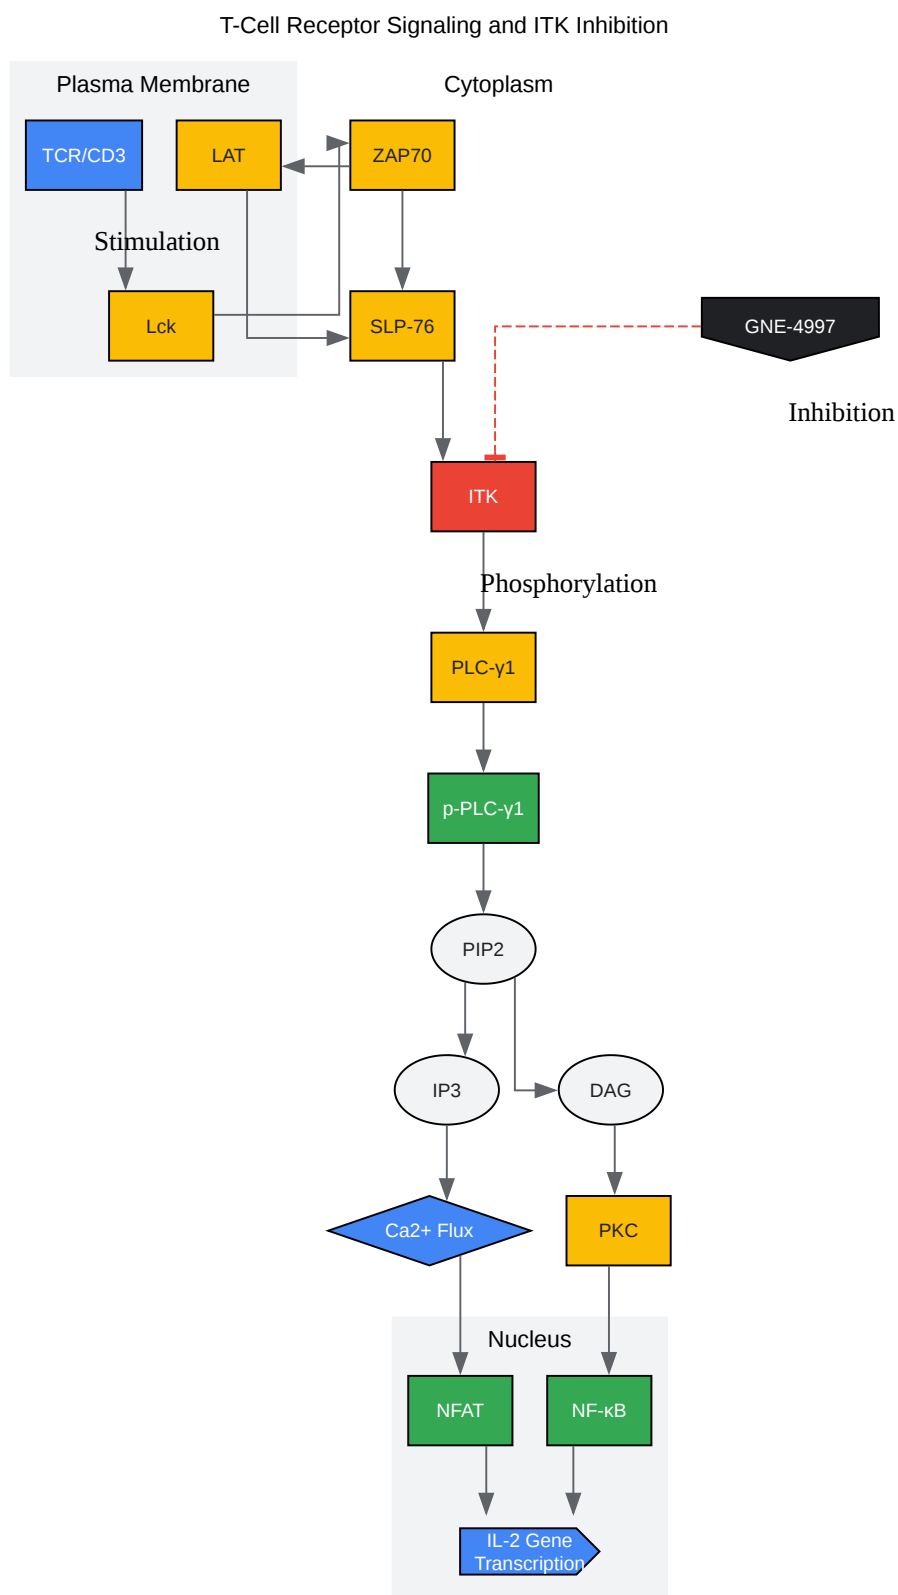 T-Cell Receptor Signaling and ITK Inhibition
Plasma Membrane
Cytoplasm
TCR/CD3
LAT
ZAP70
Stimulation
Lck
SLP-76
GNE-4997
Inhibition
ITK
Phosphorylation
PLC-γ1
p-PLC-γ1
PIP2
IP3
DAG
Ca2+ Flux
PKC
Nucleus
NFAT
NF-κB
IL-2 Gene
Transcription